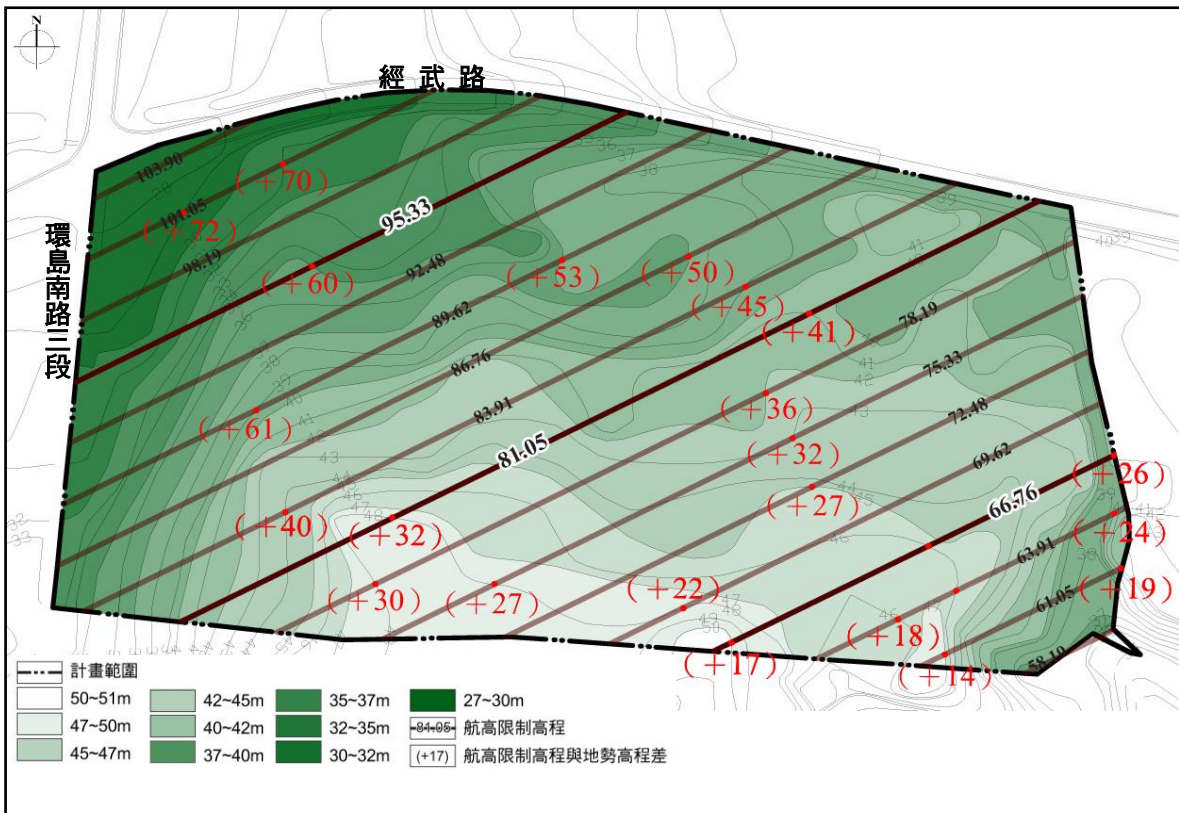 N
經武路
環島南路三段
103.90
(+70)
101.05
(+72)
98.19
95.33
(+60)
92.48
(+53)
(+50)
89.62
(+45)
(+41)
78.19
86.76
75.33
(+36)
83.91
(+61)
72.48
(+32)
81.05
69.62
(+26)
(+27)
66.76
(+40)
(+32)
(+24)
63.91
(+30)
(+27)
(+22)
(+19)
61.05
(+18)
(+17)
(+14)
58.19
計畫範圍
50~51m
47~50m
45~47m
42~45m
40~42m
37~40m
35~37m
32~35m
30~32m
27~30m
81.05 航高限制高程
(+17) 航高限制高程與地勢高程差